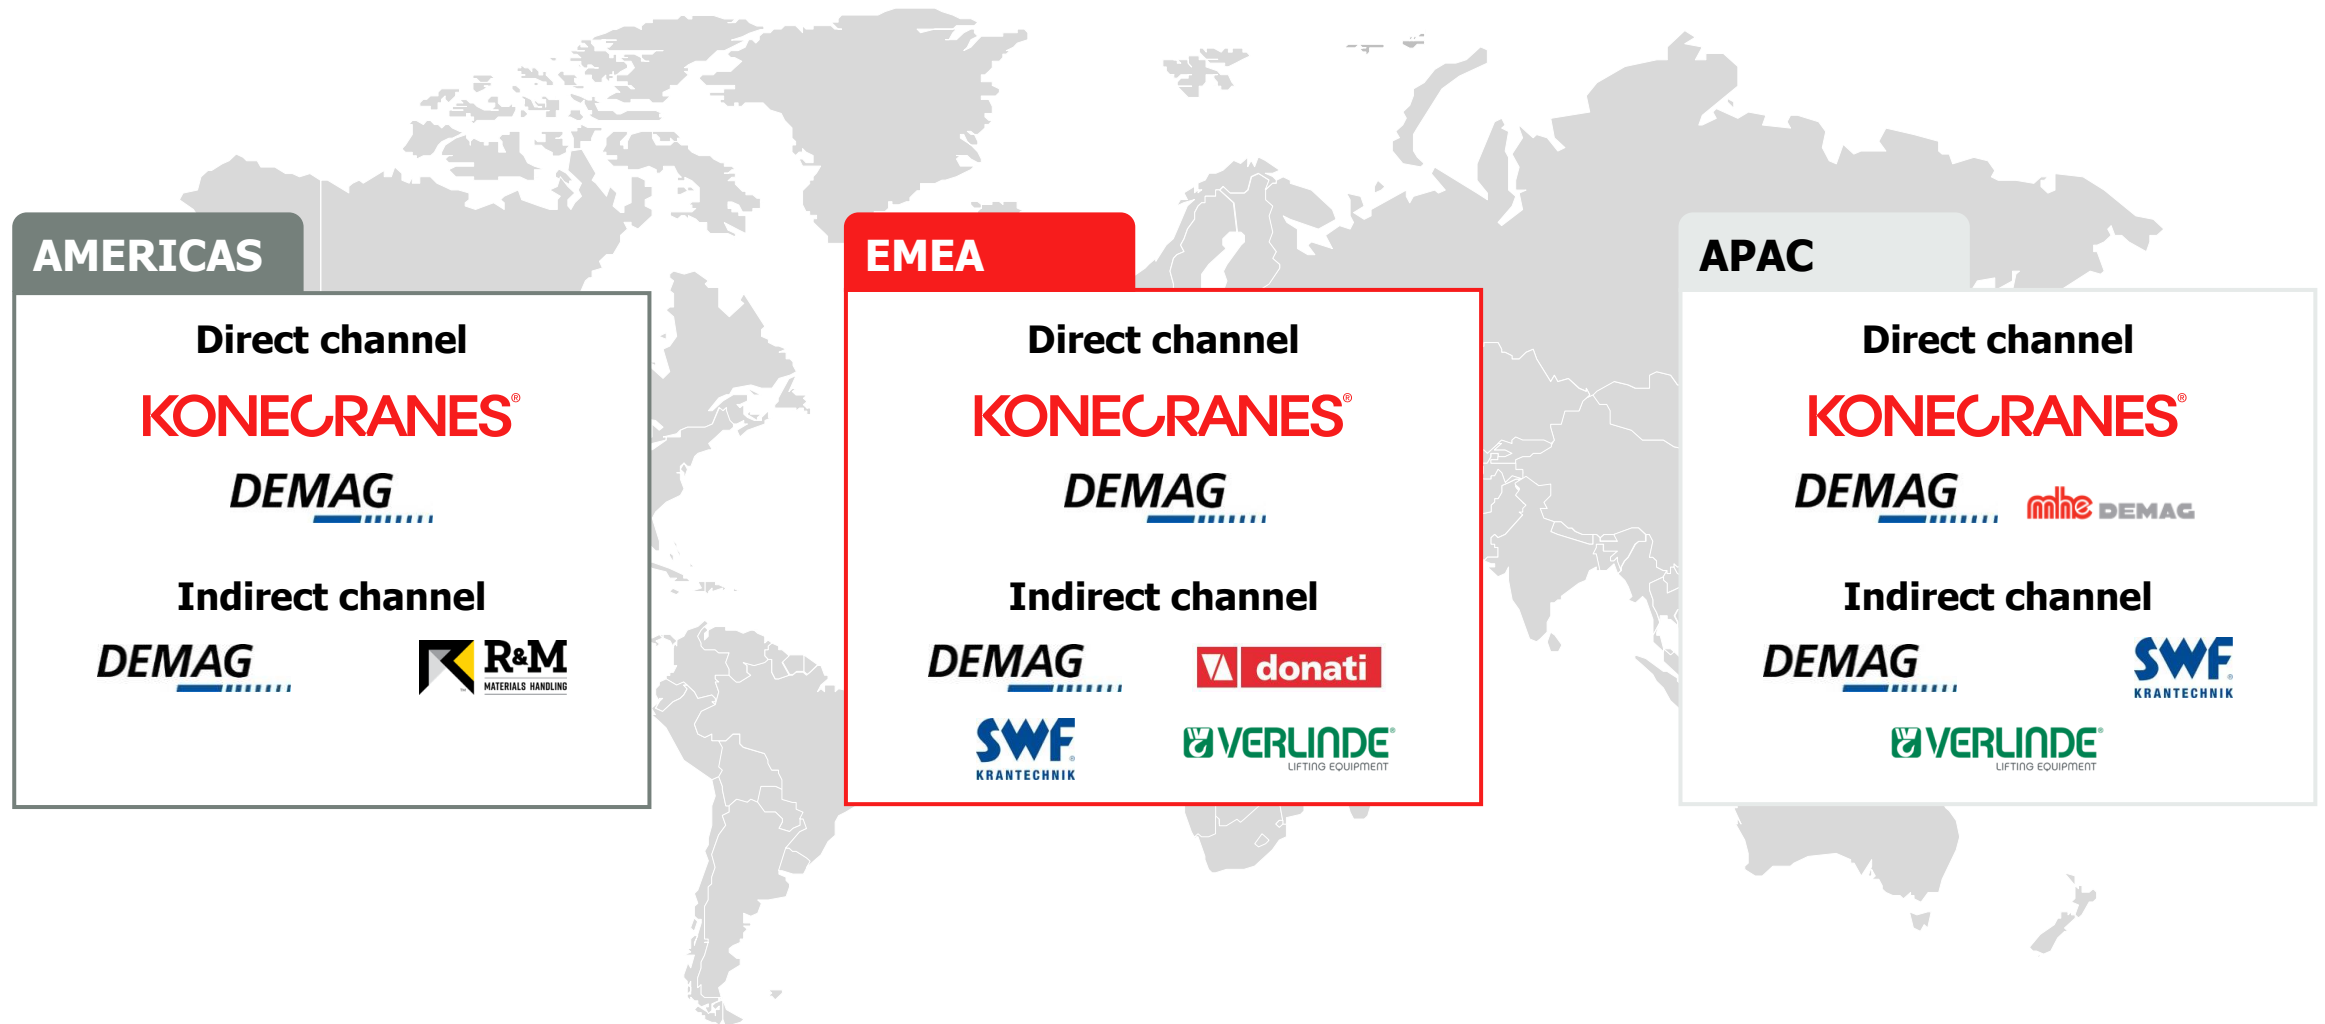 AMERICAS
Direct channel
KONECRANES®
DEMAG
Indirect channel
DEMAG
R&M
MATERIALS HANDLING
EMEA
Direct channel
KONECRANES®
DEMAG
Indirect channel
DEMAG
donati
SWF®
KRANTECHNIK
VERLINDE®
LIFTING EQUIPMENT
APAC
Direct channel
KONECRANES®
DEMAG
mhe DEMAG
Indirect channel
DEMAG
SWF®
KRANTECHNIK
VERLINDE®
LIFTING EQUIPMENT